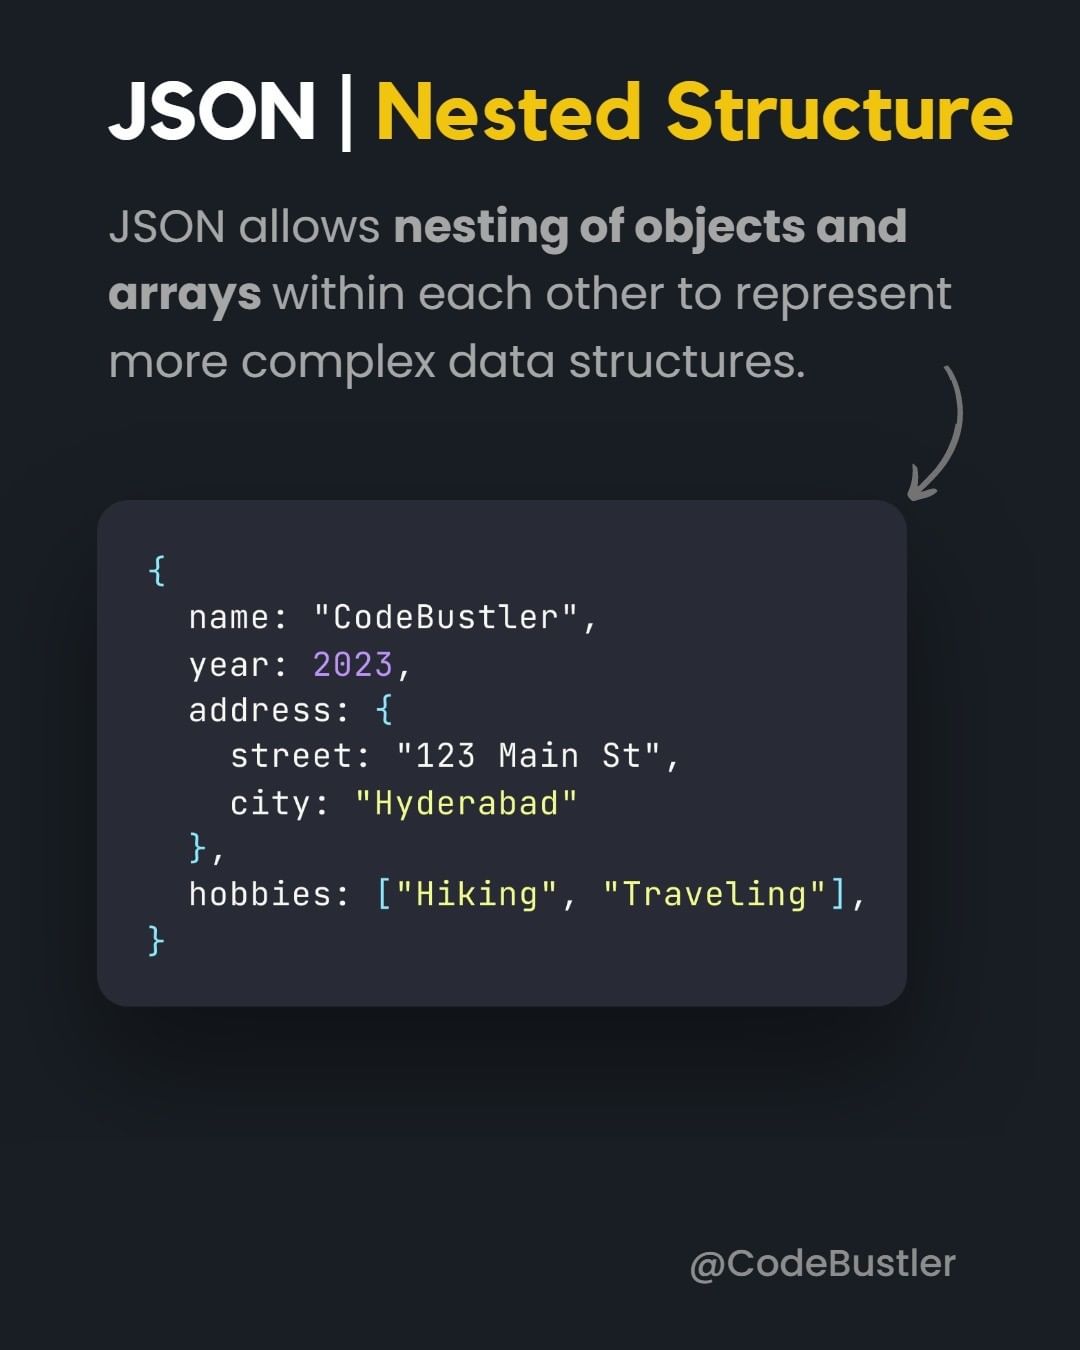 JSON | Nested Structure
JSON allows nesting of objects and
arrays within each other to represent
more complex data structures.
{
  name: "CodeBustler",
  year: 2023,
  address: {
    street: "123 Main St",
    city: "Hyderabad"
  },
  hobbies: ["Hiking", "Traveling"],
}
@CodeBustler